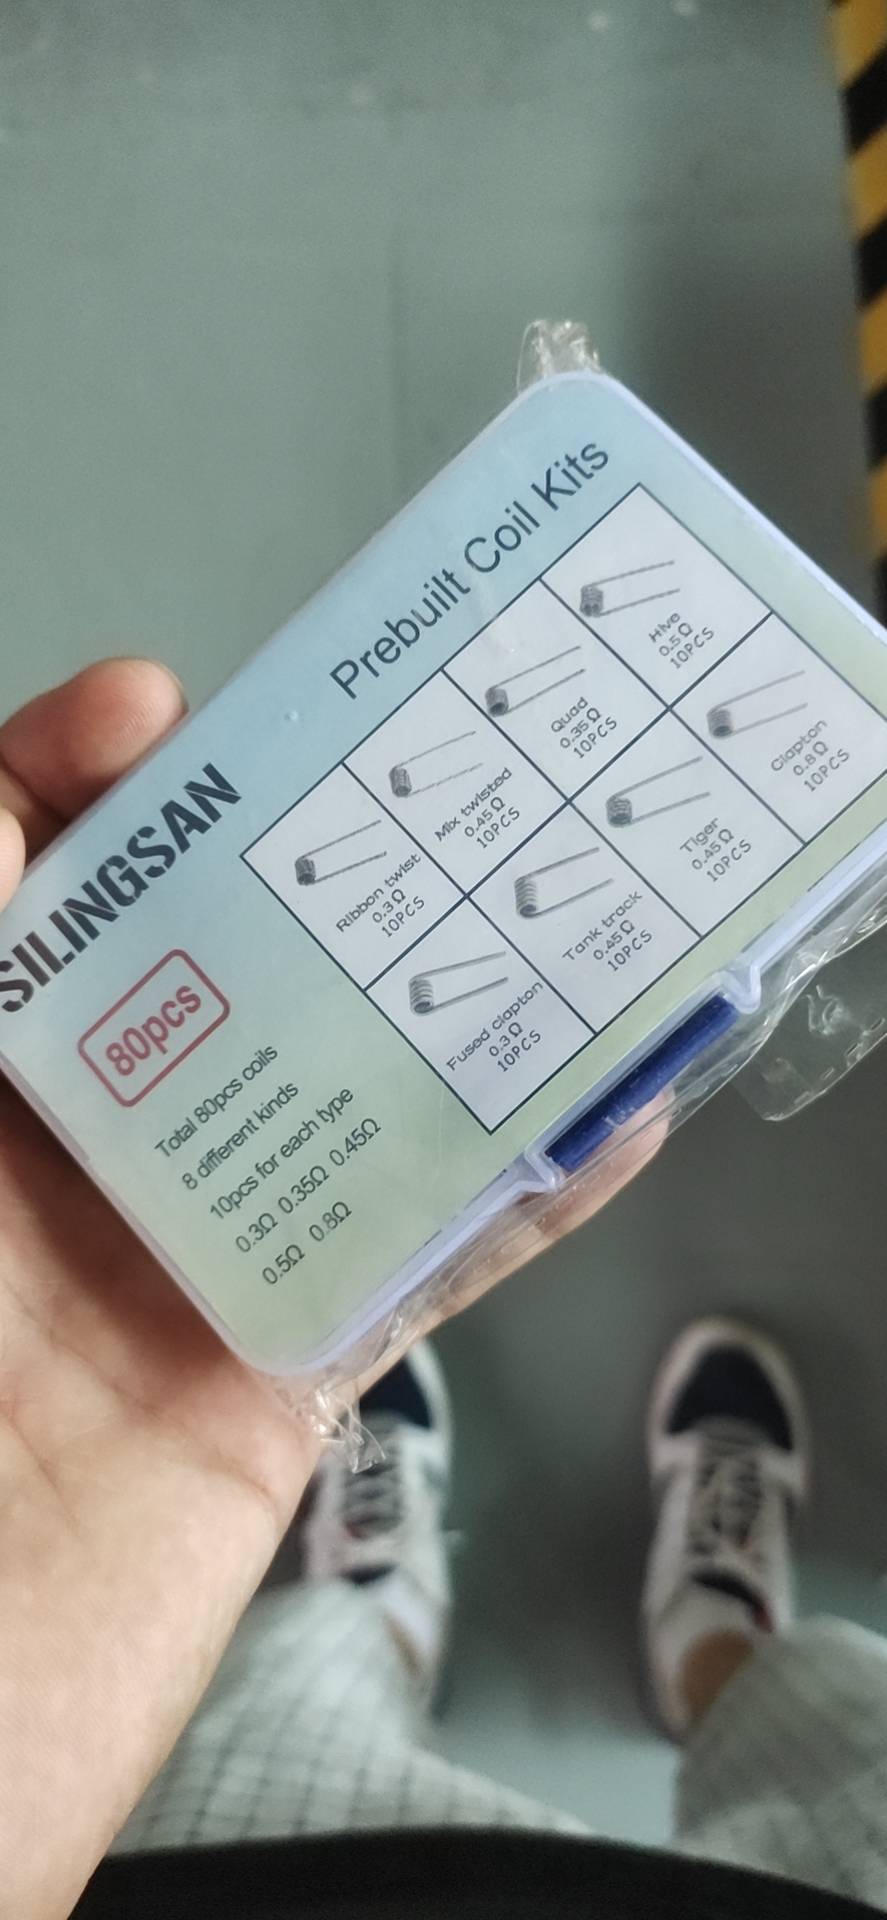 SILINGSAN
Prebuilt Coil Kits
80pcs
Total 80pcs coils
8 different kinds
10pcs for each type
0.3Ω 0.35Ω 0.45Ω
0.5Ω 0.8Ω
Ribbon twist
0.3Ω
10PCS
Mix twisted
0.45Ω
10PCS
Quad
0.35Ω
10PCS
Hive
0.5Ω
10PCS
Fused clapton
0.3Ω
10PCS
Tank track
0.45Ω
10PCS
Tiger
0.45Ω
10PCS
Clapton
0.8Ω
10PCS